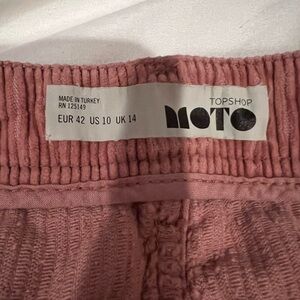 MADE IN TURKEY
RN 125149
EUR 42 US 10 UK 14
TOPSHOP
MOTO